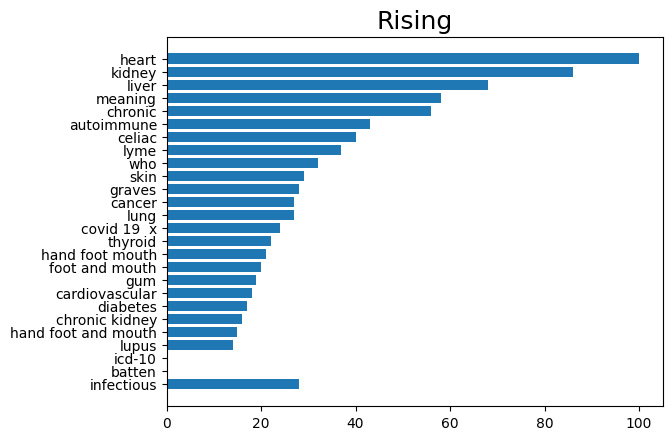 Rising
heart
kidney
liver
meaning
chronic
autoimmune
celiac
lyme
who
skin
graves
cancer
lung
covid 19  x
thyroid
hand foot mouth
foot and mouth
gum
cardiovascular
diabetes
chronic kidney
hand foot and mouth
lupus
icd-10
batten
infectious
0 20 40 60 80 100